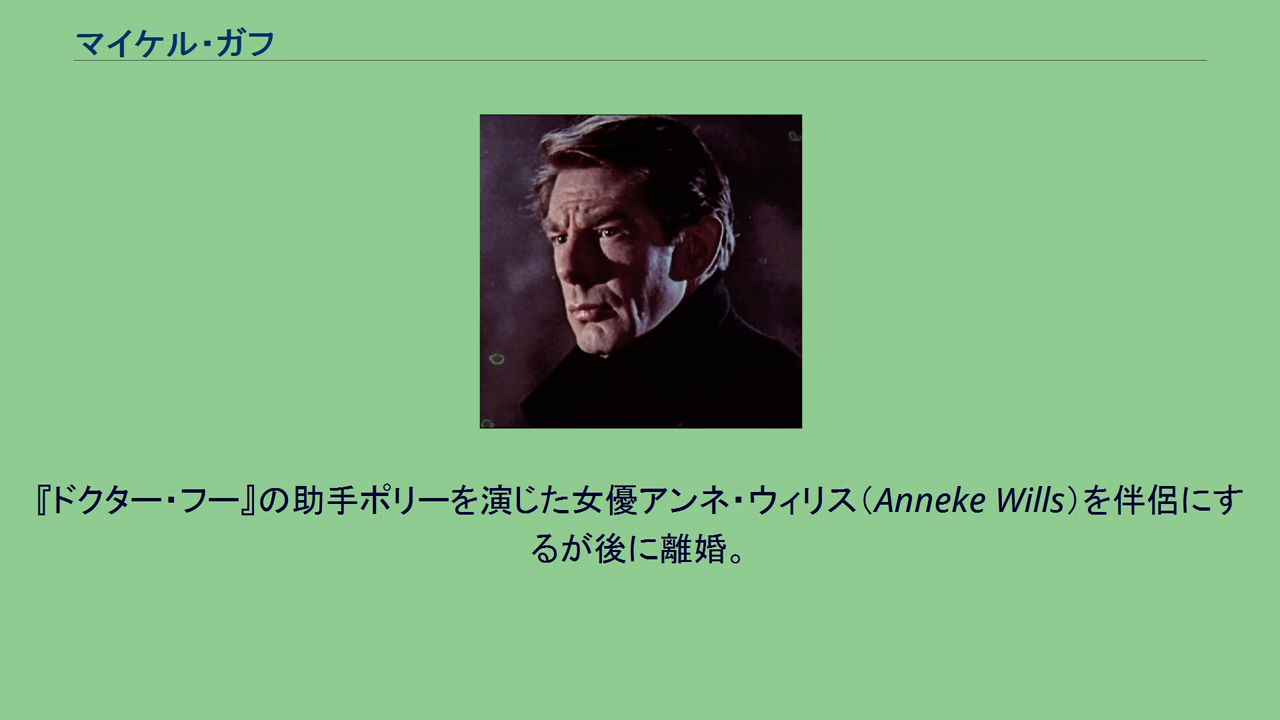 マイケル・ガフ
『ドクター・フー』の助手ポリーを演じた女優アンネ・ウィリス（Anneke Wills）を伴侶にす
るが後に離婚。